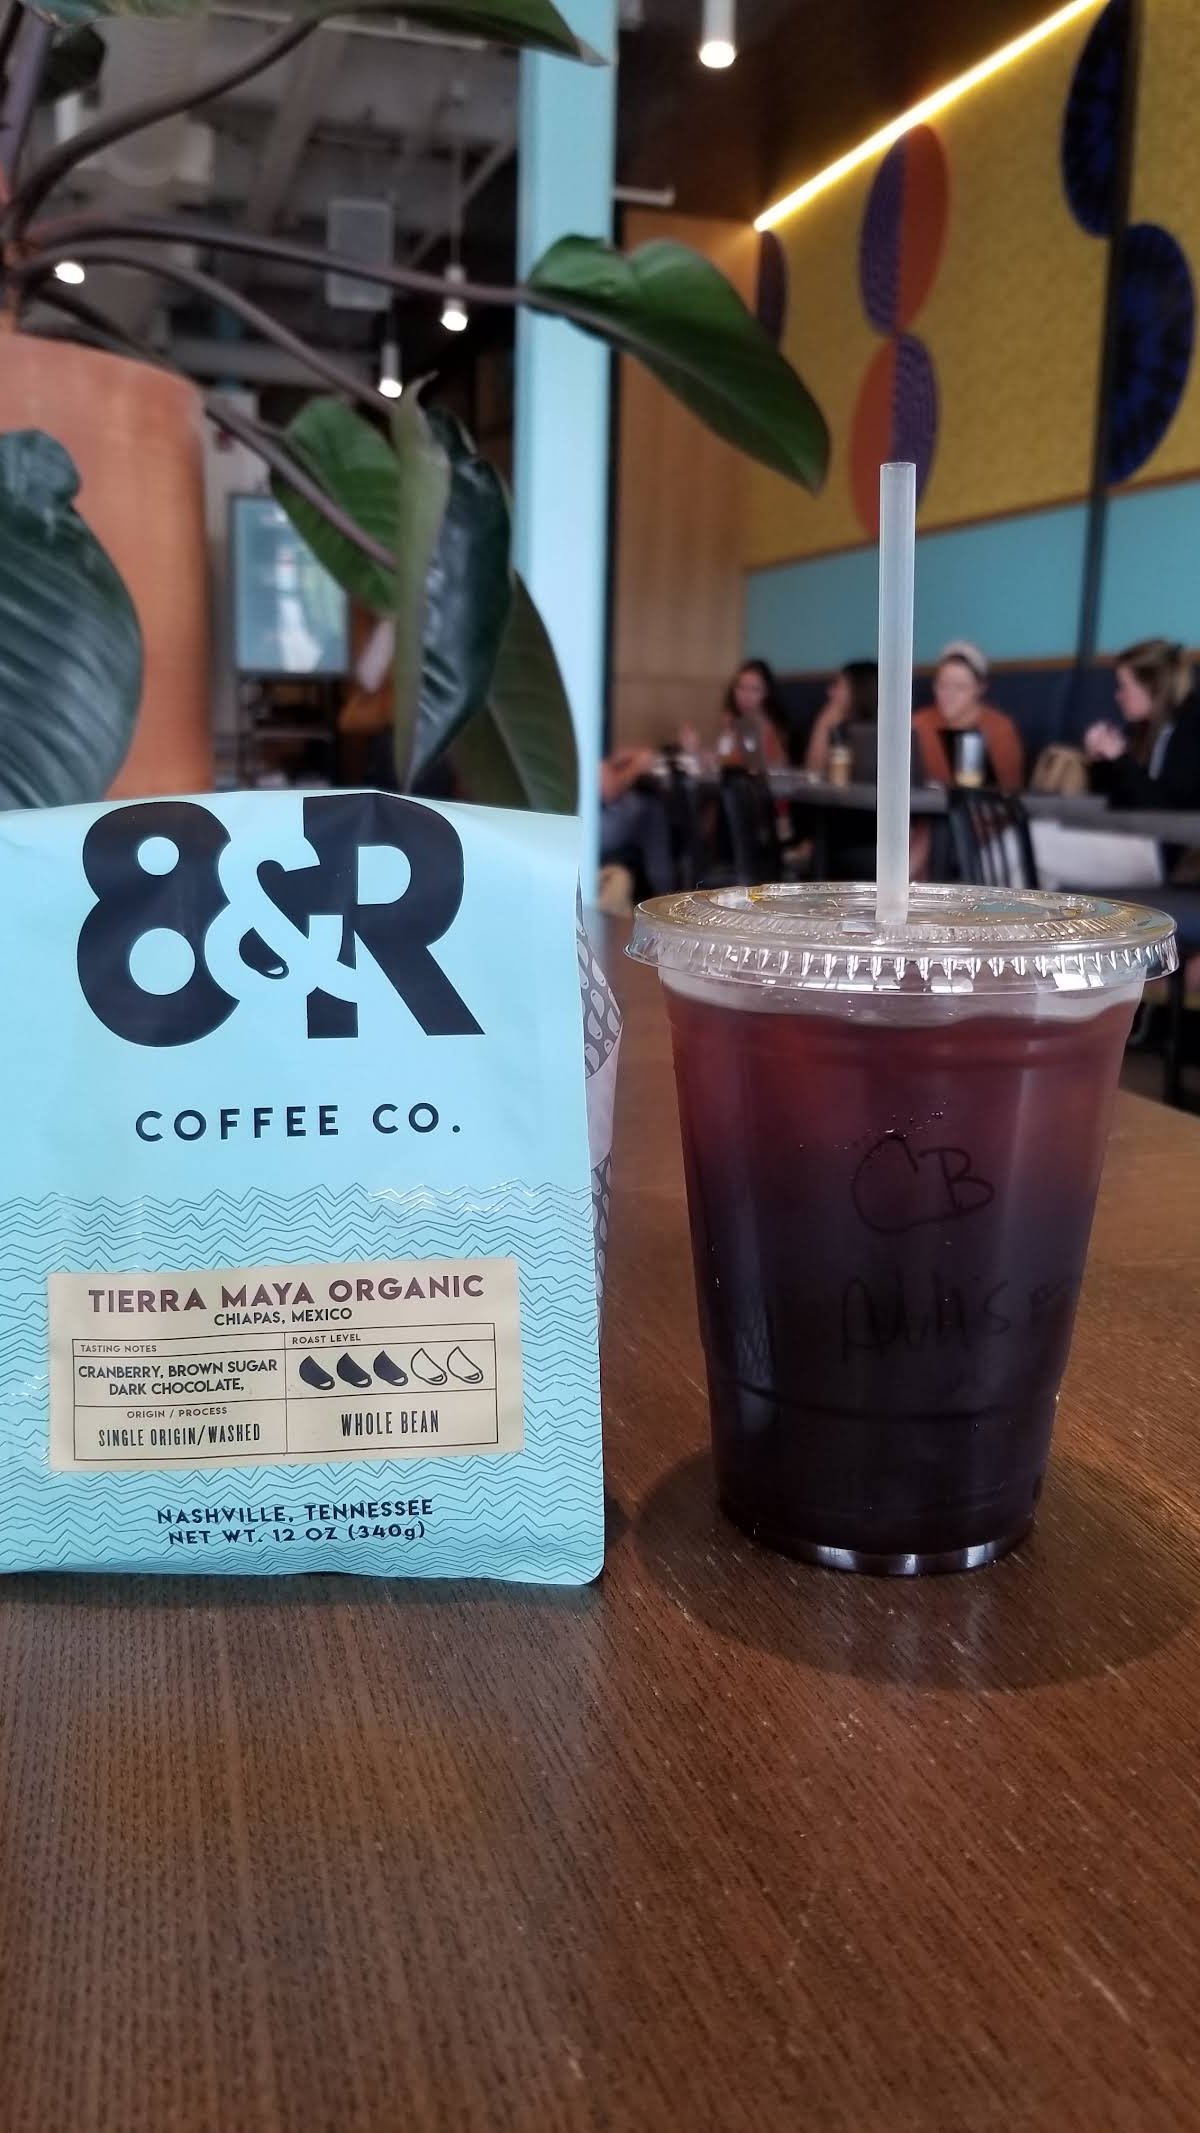 8&R
COFFEE CO.
TIERRA MAYA ORGANIC
CHIAPAS, MEXICO
TASTING NOTES
CRANBERRY, BROWN SUGAR
DARK CHOCOLATE,
ROAST LEVEL
ORIGIN / PROCESS
SINGLE ORIGIN/WASHED
WHOLE BEAN
NASHVILLE, TENNESSEE
NET WT. 12 OZ (340g)
CB